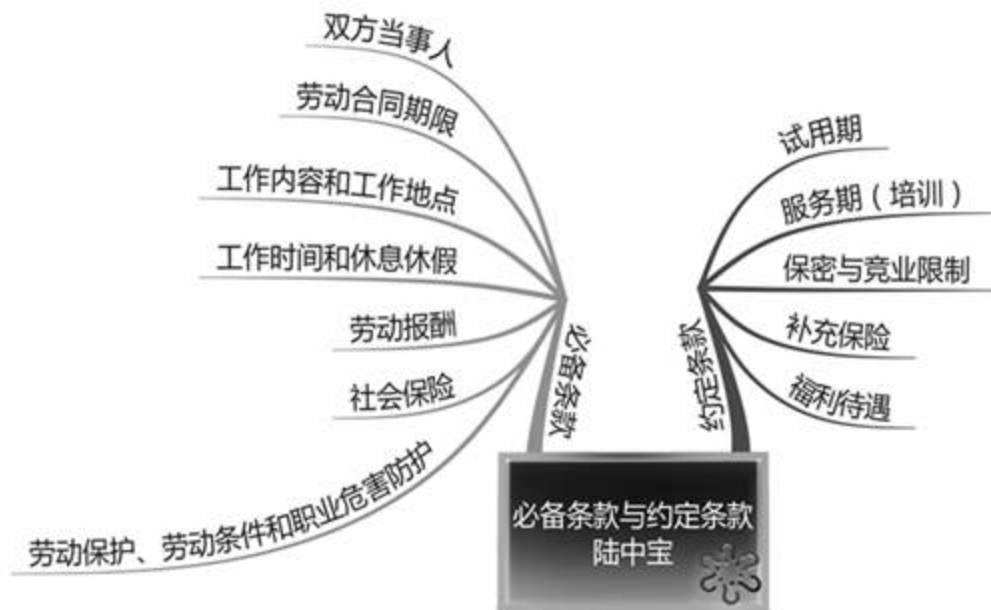 双方当事人
劳动合同期限
工作内容和工作地点
工作时间和休息休假
劳动报酬
社会保险
劳动保护、劳动条件和职业危害防护
必备条款
试用期
服务期（培训）
保密与竞业限制
补充保险
福利待遇
约定条款
必备条款与约定条款
陆中宝